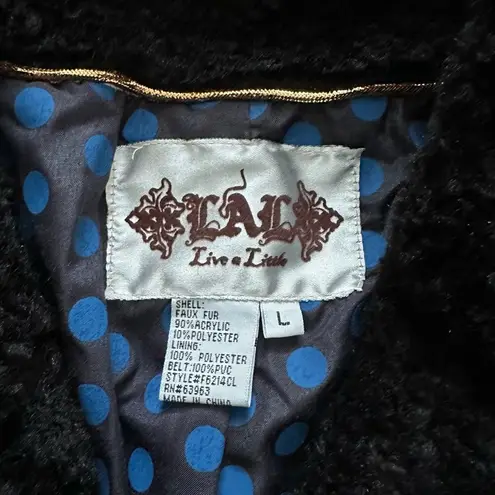 LAL
Live a Little
L
SHELL:
FAUX FUR
90%ACRYLIC
10%POLYESTER
LINING:
100% POLYESTER
BELT:100%PVC
STYLE#F6214CL
RN#63963
MADE IN CHINA